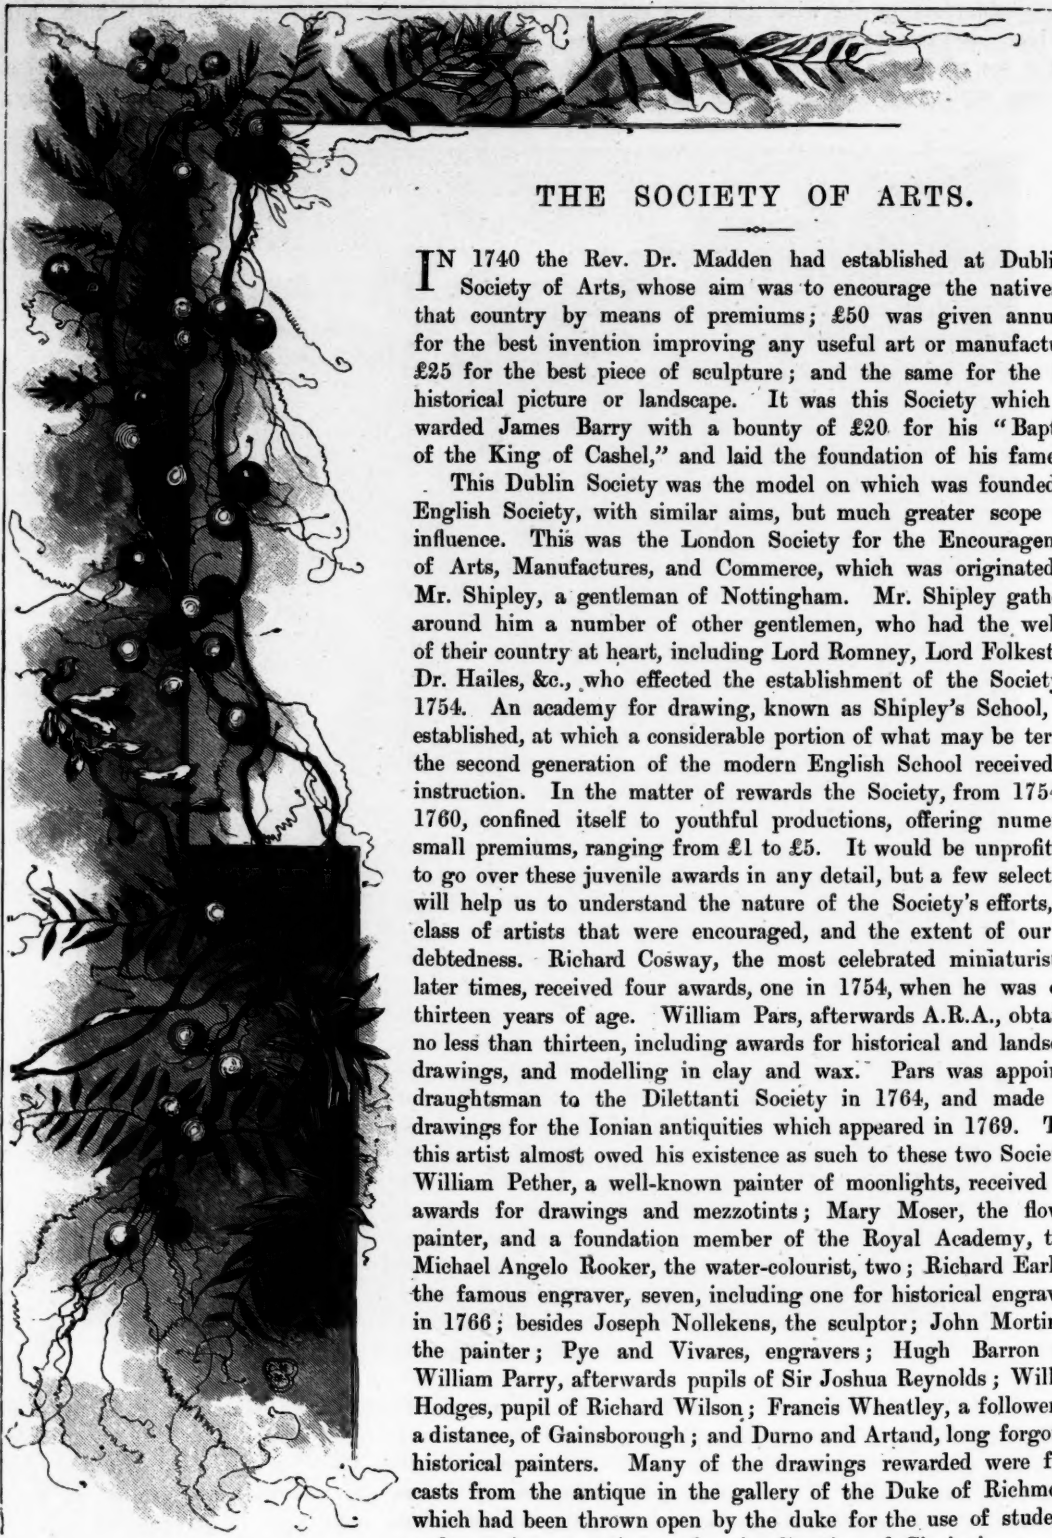 THE SOCIETY OF ARTS.
IN 1740 the Rev. Dr. Madden had established at Dubli
Society of Arts, whose aim was to encourage the native
that country by means of premiums; £50 was given annu
for the best invention improving any useful art or manufactu
£25 for the best piece of sculpture; and the same for the
historical picture or landscape. It was this Society which
warded James Barry with a bounty of £20 for his "Bapt
of the King of Cashel," and laid the foundation of his fame
This Dublin Society was the model on which was founded
English Society, with similar aims, but much greater scope
influence. This was the London Society for the Encouragen
of Arts, Manufactures, and Commerce, which was originated
Mr. Shipley, a gentleman of Nottingham. Mr. Shipley gath
around him a number of other gentlemen, who had the wel
of their country at heart, including Lord Romney, Lord Folkest
Dr. Hailes, &c., who effected the establishment of the Societ
1754. An academy for drawing, known as Shipley's School,
established, at which a considerable portion of what may be ter
the second generation of the modern English School received
instruction. In the matter of rewards the Society, from 175
1760, confined itself to youthful productions, offering nume
small premiums, ranging from £1 to £5. It would be unprofit
to go over these juvenile awards in any detail, but a few select
will help us to understand the nature of the Society's efforts,
class of artists that were encouraged, and the extent of our
debtedness. Richard Cosway, the most celebrated miniaturis
later times, received four awards, one in 1754, when he was
thirteen years of age. William Pars, afterwards A.R.A., obta
no less than thirteen, including awards for historical and lands
drawings, and modelling in clay and wax. Pars was appoin
draughtsman to the Dilettanti Society in 1764, and made
drawings for the Ionian antiquities which appeared in 1769. T
this artist almost owed his existence as such to these two Socie
William Pether, a well-known painter of moonlights, received
awards for drawings and mezzotints; Mary Moser, the flo
painter, and a foundation member of the Royal Academy, t
Michael Angelo Rooker, the water-colourist, two; Richard Earl
the famous engraver, seven, including one for historical engrav
in 1766; besides Joseph Nollekens, the sculptor; John Mortin
the painter; Pye and Vivares, engravers; Hugh Barron
William Parry, afterwards pupils of Sir Joshua Reynolds; Will
Hodges, pupil of Richard Wilson; Francis Wheatley, a follower
a distance, of Gainsborough; and Durno and Artaud, long forgo
historical painters. Many of the drawings rewarded were f
casts from the antique in the gallery of the Duke of Richmo
which had been thrown open by the duke for the use of stude